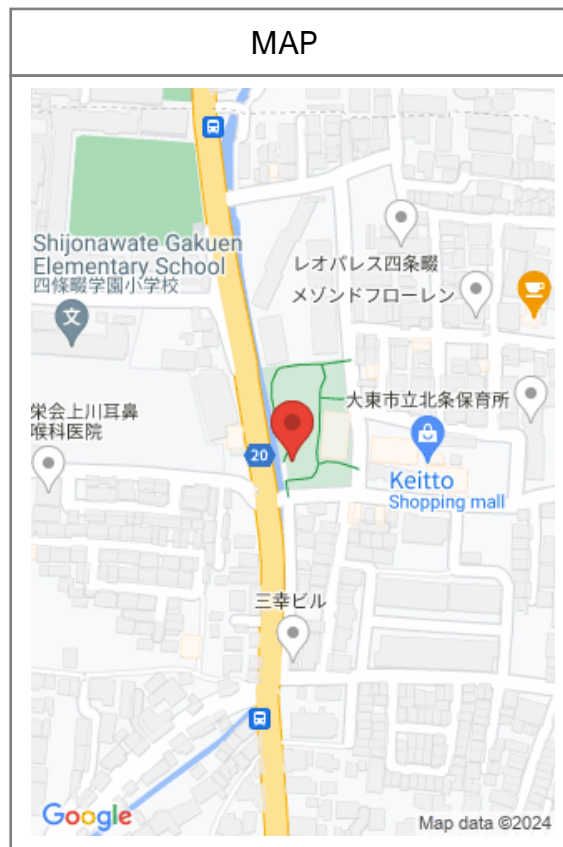 MAP
Shijonawate Gakuen
Elementary School
四條畷学園小学校
文
レオパレス四条畷
メゾンドフローレン
栄会上川耳鼻
喉科医院
大東市立北条保育所
20
Keitto
Shopping mall
三幸ビル
Google
Map data ©2024